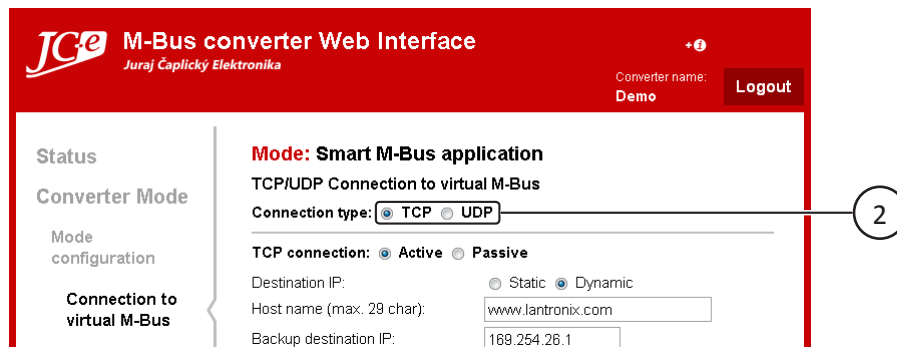 JC-e M-Bus converter Web Interface
Juraj Čaplický Elektronika
+i
Converter name:
Demo
Logout
Status
Converter Mode
Mode
configuration
Connection to
virtual M-Bus
Mode: Smart M-Bus application
TCP/UDP Connection to virtual M-Bus
Connection type: TCP UDP
2
TCP connection: Active Passive
Destination IP: Static Dynamic
Host name (max. 29 char): www.lantronix.com
Backup destination IP: 169.254.26.1